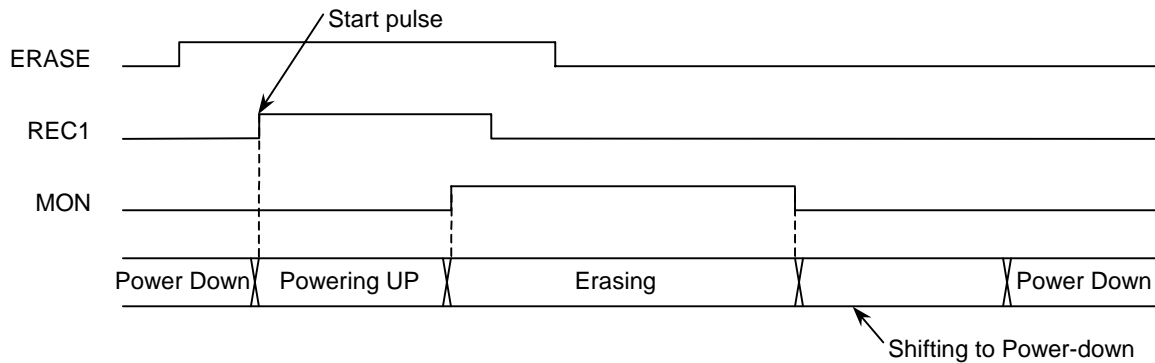 Start pulse
ERASE
REC1
MON
Power Down Powering UP Erasing Power Down
Shifting to Power-down